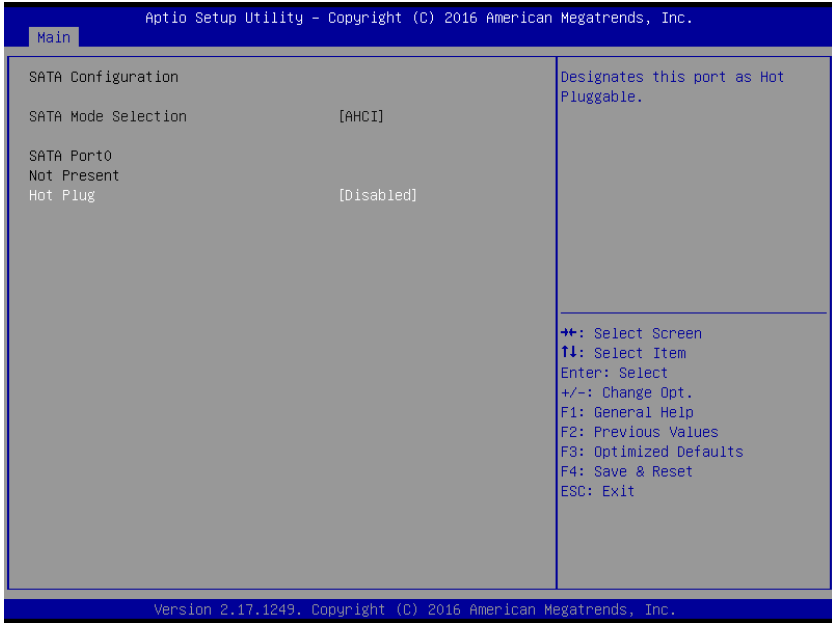 Aptio Setup Utility – Copyright (C) 2016 American Megatrends, Inc.
Main
SATA Configuration
SATA Mode Selection [AHCI]
SATA Port0
Not Present
Hot Plug [Disabled]
Designates this port as Hot
Pluggable.
→←: Select Screen
↑↓: Select Item
Enter: Select
+/-: Change Opt.
F1: General Help
F2: Previous Values
F3: Optimized Defaults
F4: Save & Reset
ESC: Exit
Version 2.17.1249. Copyright (C) 2016 American Megatrends, Inc.